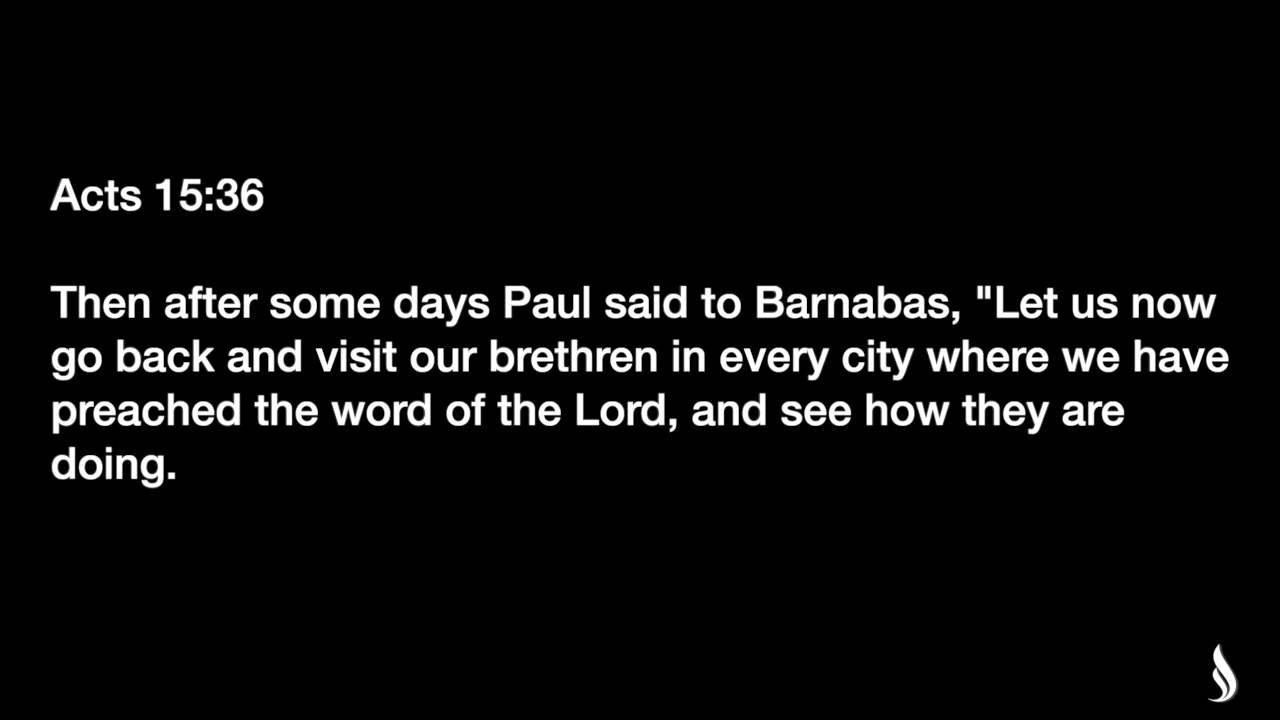 Acts 15:36
Then after some days Paul said to Barnabas, "Let us now
go back and visit our brethren in every city where we have
preached the word of the Lord, and see how they are
doing.